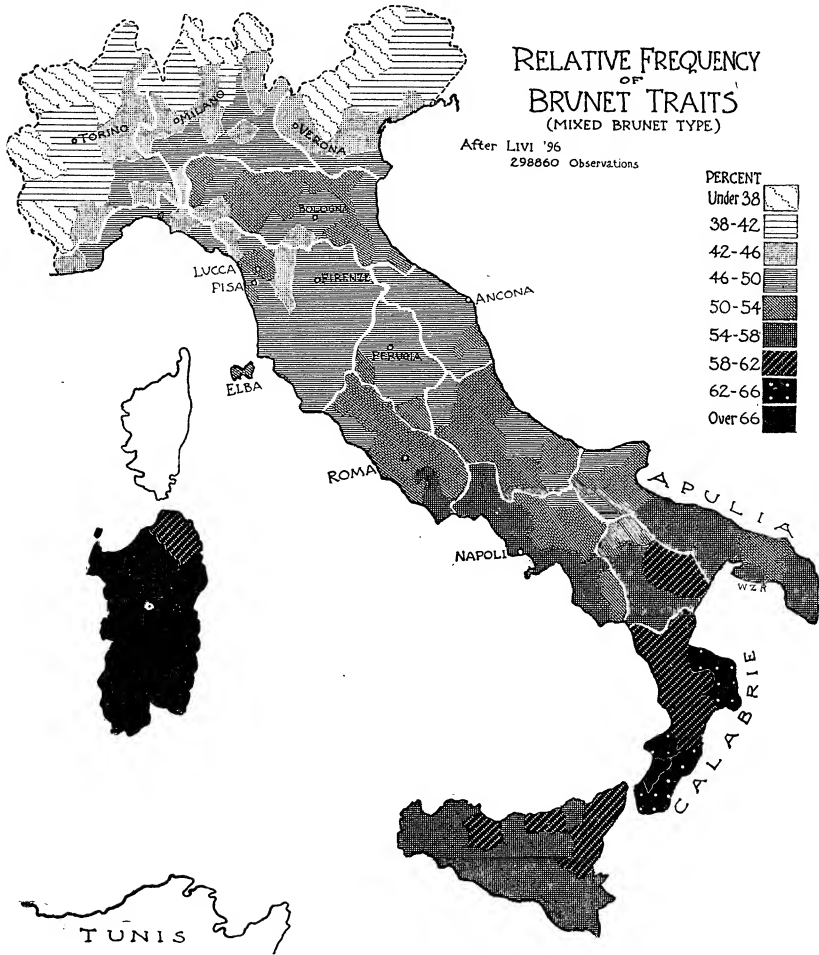 RELATIVE FREQUENCY
OF
BRUNET TRAITS
(MIXED BRUNET TYPE)
After LIVI '96
298860 Observations
PERCENT
Under 38
38-42
42-46
46-50
50-54
54-58
58-62
62-66
Over 66
TORINO
MILANO
VERONA
BOLOGNA
LUCCA
PISA
FIRENZE
ANCONA
PERUGIA
ELBA
ROMA
APULIA
NAPOLI
W.Z.R
CALABRIE
TUNIS